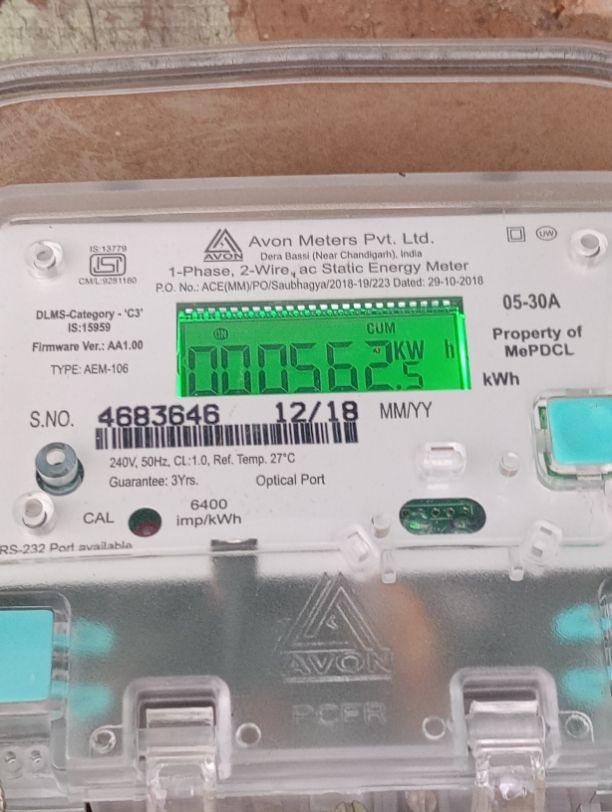 IS:13779
ISI
CM/L:9281180
AVON
Avon Meters Pvt. Ltd.
Dera Bassi (Near Chandigarh), India
1-Phase, 2-Wire, ac Static Energy Meter
P.O. No.: ACE(MM)/PO/Saubhagya/2018-19/223 Dated: 29-10-2018
UW
DLMS-Category - 'C3'
IS:15959
Firmware Ver.: AA1.00
TYPE: AEM-106
ON
CUM
000562.5
KW h
05-30A
Property of
MePDCL
kWh
S.NO. 4683646 12/18 MM/YY
240V, 50Hz, CL:1.0, Ref. Temp. 27°C
Guarantee: 3Yrs. Optical Port
CAL
6400
imp/kWh
RS-232 Port available
AVON
PCFR